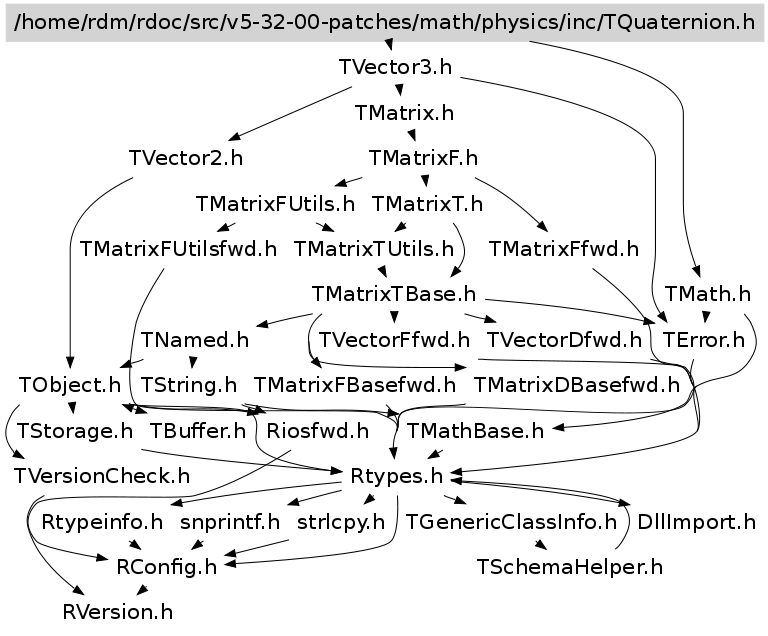 /home/rdm/rdoc/src/v5-32-00-patches/math/physics/inc/TQuaternion.h
TVector3.h
TMatrix.h
TVector2.h TMatrixF.h
TMatrixFUtils.h TMatrixT.h
TMatrixFUtilsfwd.h TMatrixTUtils.h TMatrixFfwd.h
TMatrixTBase.h TMath.h
TNamed.h TVectorFfwd.h TVectorDfwd.h TError.h
TObject.h TString.h TMatrixFBasefwd.h TMatrixDBasefwd.h
TStorage.h TBuffer.h Riosfwd.h TMathBase.h
TVersionCheck.h Rtypes.h
Rtypeinfo.h snprintf.h strlcpy.h TGenericClassInfo.h DllImport.h
RConfig.h TSchemaHelper.h
RVersion.h